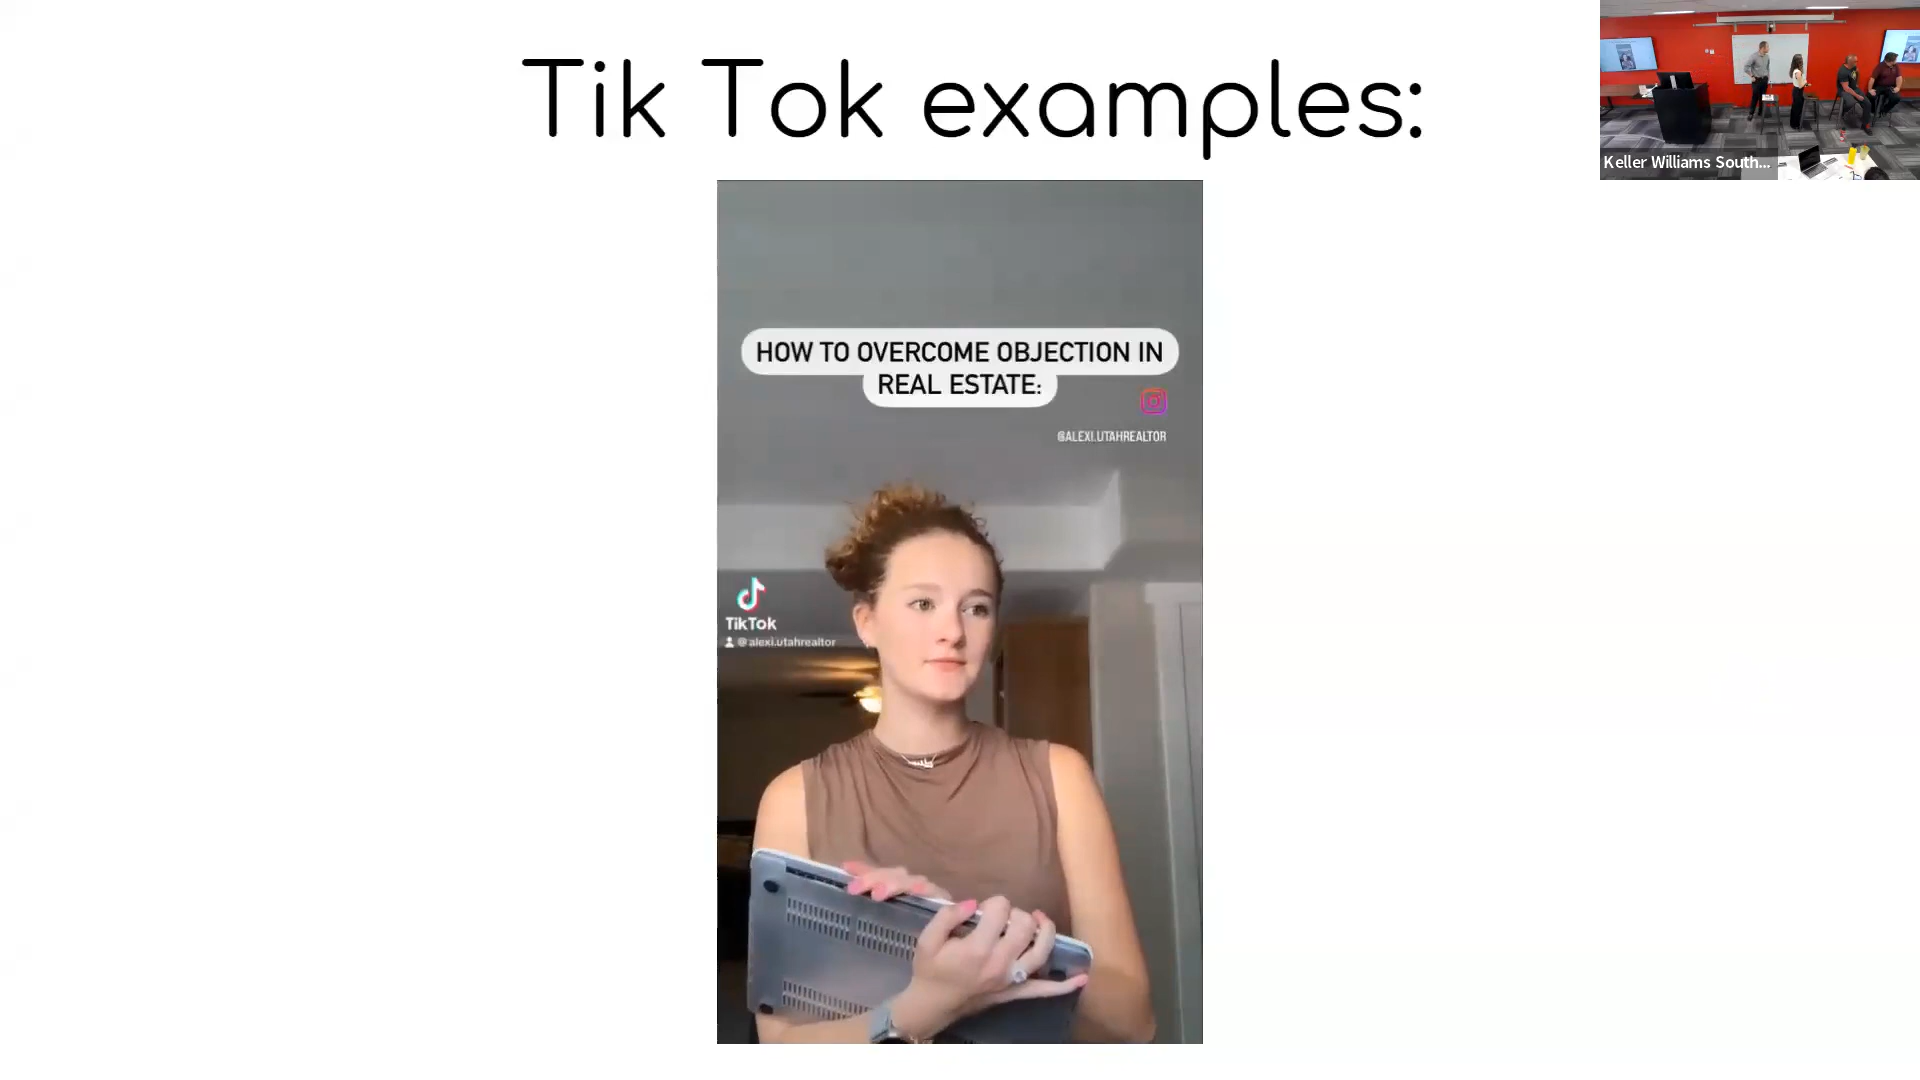 Tik Tok examples:
Keller Williams South...
HOW TO OVERCOME OBJECTION IN
REAL ESTATE:
@ALEXI.UTAHREALTOR
TikTok
@alexi.utahrealtor